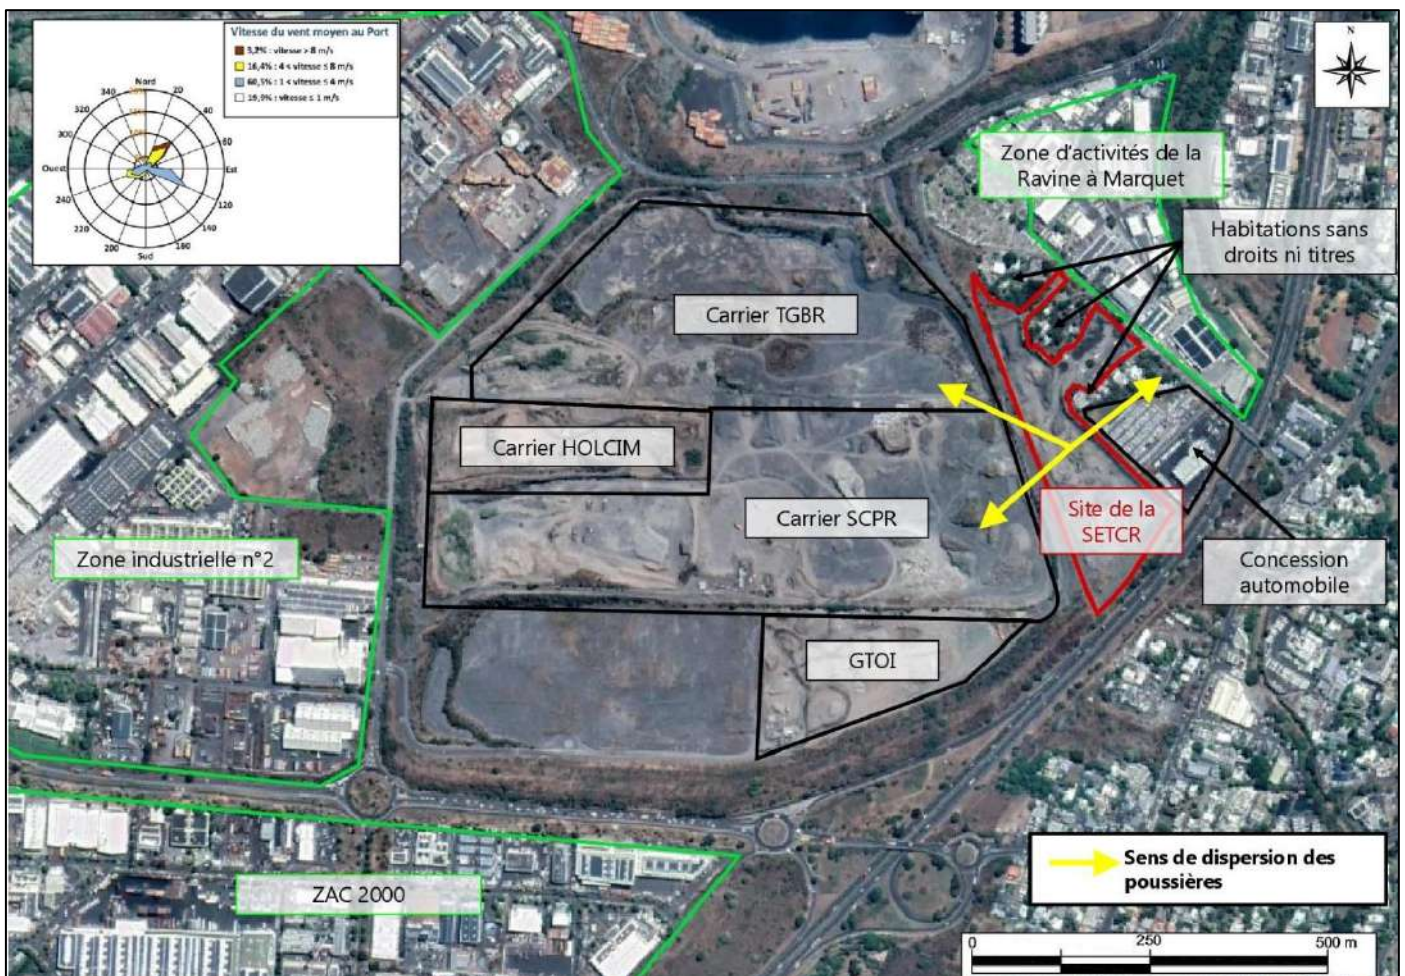 Vitesse du vent moyen au Port
3,2% : vitesse > 8 m/s
16,4% : 4 < vitesse ≤ 8 m/s
60,5% : 1 < vitesse ≤ 4 m/s
19,9% : vitesse ≤ 1 m/s
Nord
340
20
320
40
300
60
Ouest
Est
240
120
220
140
200
160
Sud
N
Zone d'activités de la
Ravine à Marquet
Habitations sans
droits ni titres
Carrier TGBR
Carrier HOLCIM
Carrier SCPR
Site de la
SETCR
Zone industrielle n°2
Concession
automobile
GTOI
Sens de dispersion des
poussières
ZAC 2000
0 250 500 m